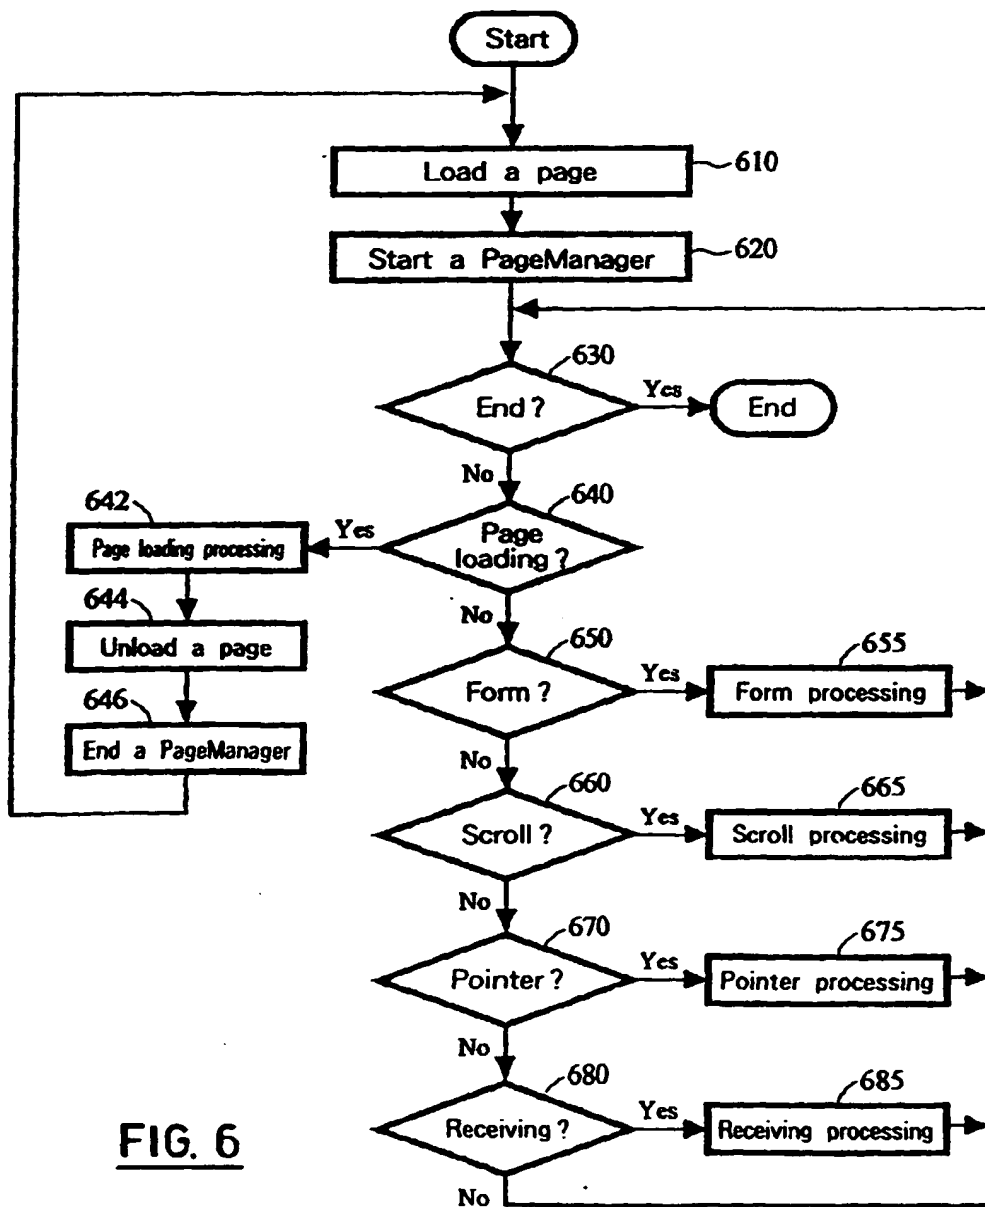 Start
Load a page
610
Start a PageManager
620
630
End ?
Yes
End
No
640
642
Page loading processing
Yes
Page
loading ?
644
No
Unload a page
650
655
Form ?
Yes
Form processing
646
End a PageManager
No
660
665
Scroll ?
Yes
Scroll processing
No
670
675
Pointer ?
Yes
Pointer processing
No
680
685
Receiving ?
Yes
Receiving processing
No
FIG. 6